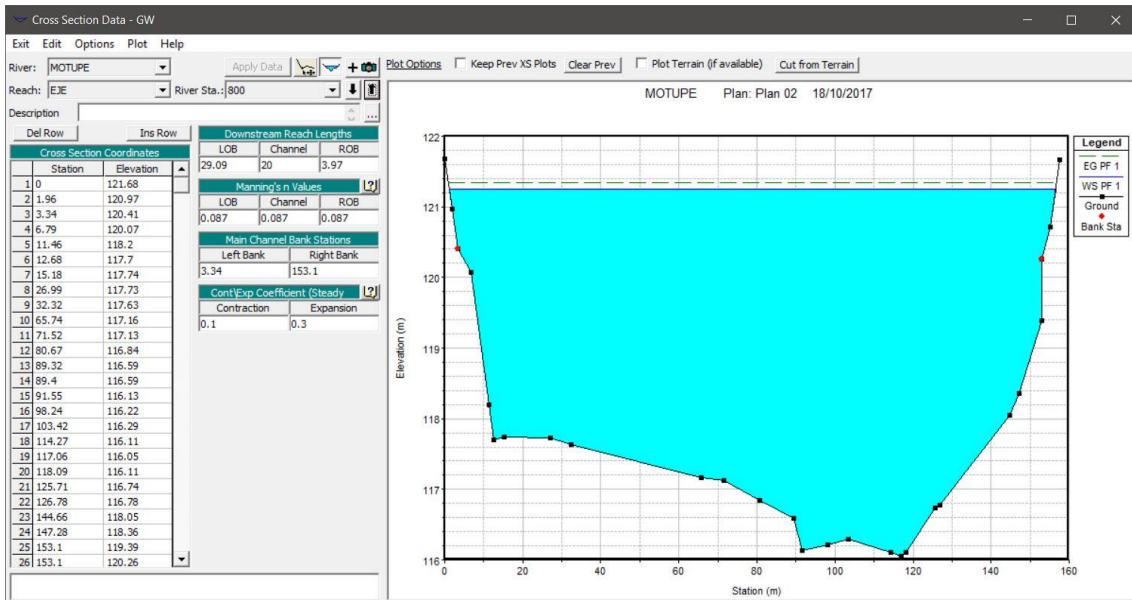 Cross Section Data - GW
Exit Edit Options Plot Help
River: MOTUPE Apply Data
Reach: EJE River Sta.: 800
Description ...
Del Row Ins Row
Cross Section Coordinates
Station Elevation
1 0 121.68
2 1.96 120.97
3 3.34 120.41
4 6.79 120.07
5 11.46 118.2
6 12.68 117.7
7 15.18 117.74
8 26.99 117.73
9 32.32 117.63
10 65.74 117.16
11 71.52 117.13
12 80.67 116.84
13 89.32 116.59
14 89.4 116.59
15 91.55 116.13
16 98.24 116.22
17 103.42 116.29
18 114.27 116.11
19 117.06 116.05
20 118.09 116.11
21 125.71 116.74
22 126.78 116.78
23 144.66 118.05
24 147.28 118.36
25 153.1 119.39
26 153.1 120.26
Downstream Reach Lengths
LOB Channel ROB
29.09 20 3.97
Manning's n Values ?
LOB Channel ROB
0.087 0.087 0.087
Main Channel Bank Stations
Left Bank Right Bank
3.34 153.1
Cont\Exp Coefficient (Steady ?
Contraction Expansion
0.1 0.3
Plot Options Keep Prev XS Plots Clear Prev Plot Terrain (if available) Cut from Terrain
MOTUPE Plan: Plan 02 18/10/2017
Elevation (m)
122
121
120
119
118
117
116
0 20 40 60 80 100 120 140 160
Station (m)
Legend
EG PF 1
WS PF 1
Ground
Bank Sta